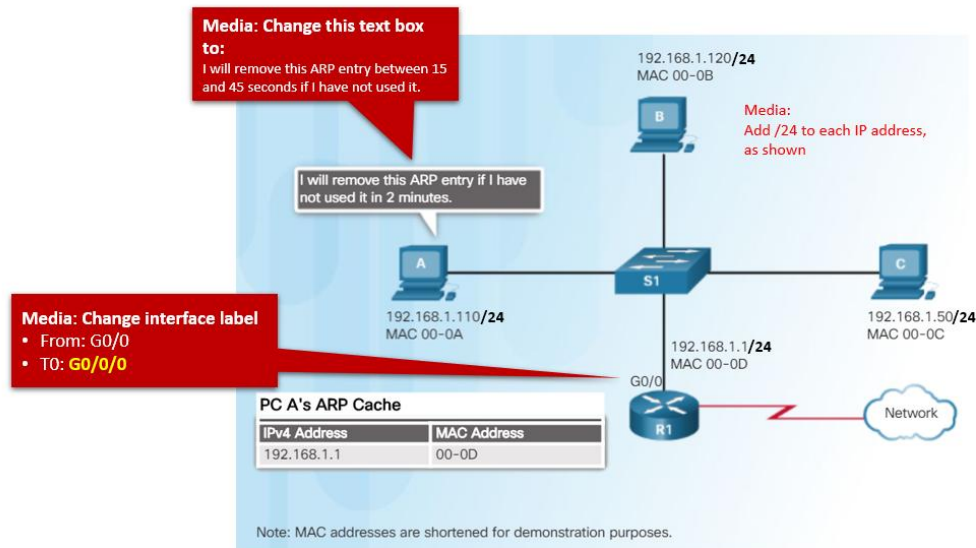 Media: Change this text box
to:
I will remove this ARP entry between 15
and 45 seconds if I have not used it.
192.168.1.120/24
MAC 00-0B
B
Media:
Add /24 to each IP address,
as shown
I will remove this ARP entry if I have
not used it in 2 minutes.
A
S1
C
192.168.1.110/24
MAC 00-0A
192.168.1.50/24
MAC 00-0C
Media: Change interface label
• From: G0/0
• T0: G0/0/0
192.168.1.1/24
MAC 00-0D
G0/0
R1
Network
PC A's ARP Cache
IPv4 Address MAC Address
192.168.1.1 00-0D
Note: MAC addresses are shortened for demonstration purposes.